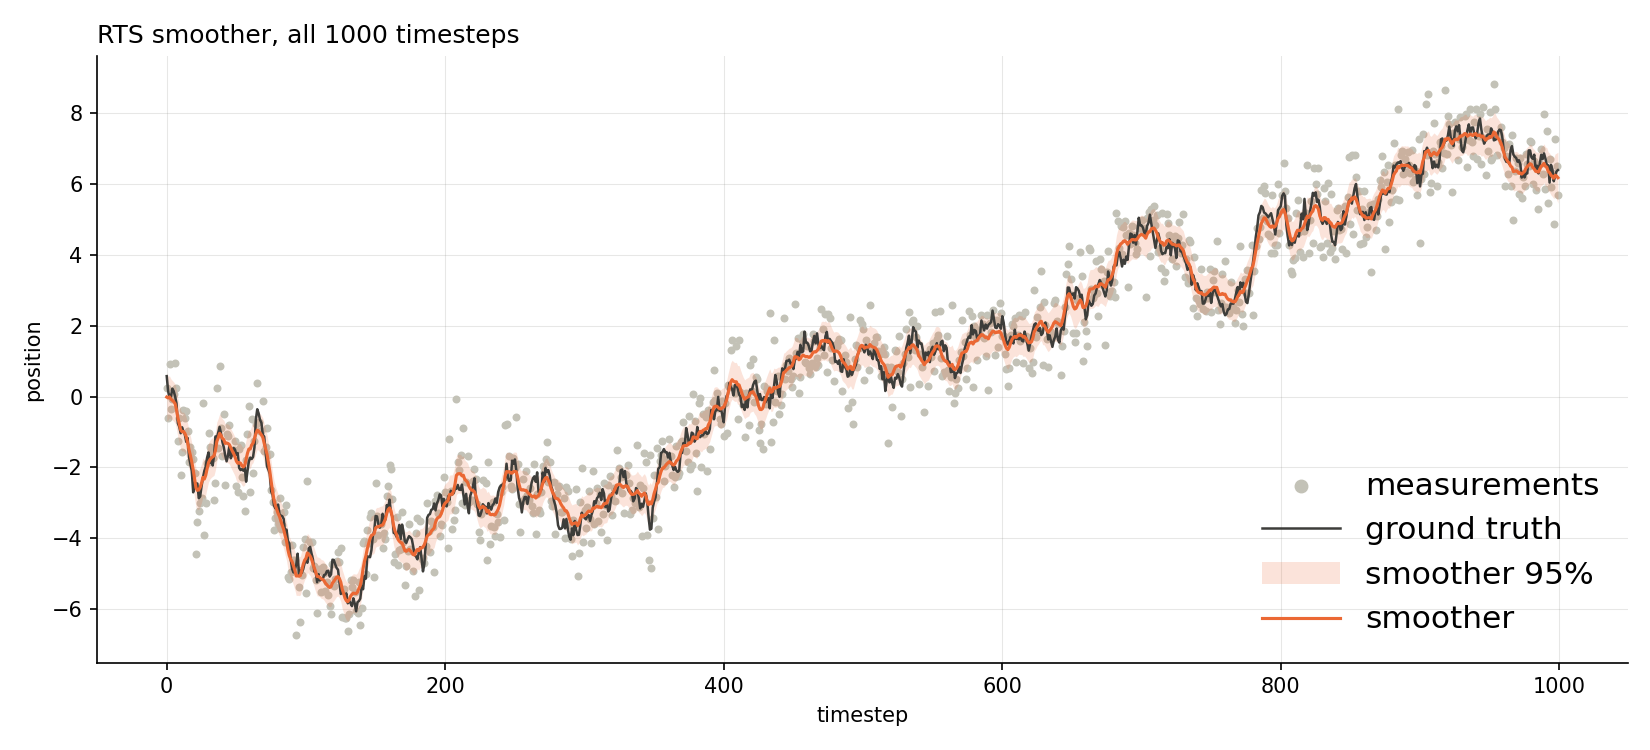 RTS smoother, all 1000 timesteps
position
8
6
4
2
0
−2
−4
−6
measurements
ground truth
smoother 95%
smoother
0
200
400
600
800
1000
timestep